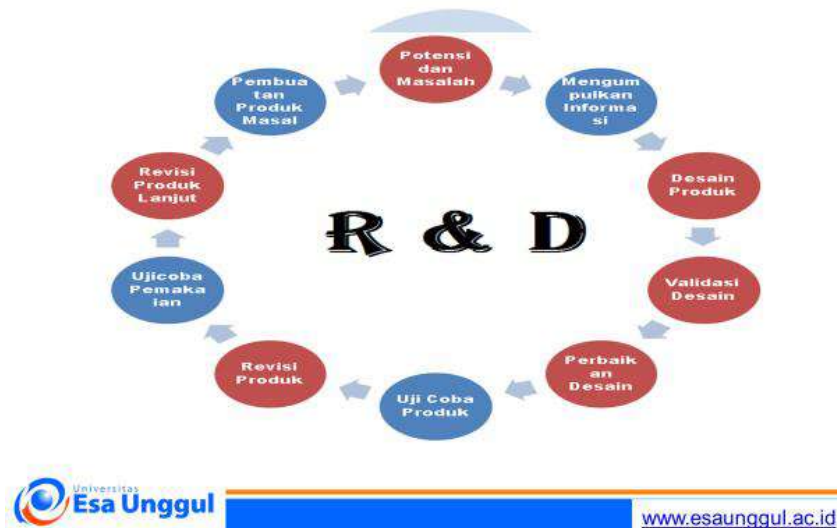 Potensi
dan
Masalah
Mengum
pulkan
Informa
si
Desain
Produk
Validasi
Desain
Perbaik
an
Desain
Uji Coba
Produk
Revisi
Produk
Ujicoba
Pemaka
ian
Revisi
Produk
Lanjut
Pembua
tan
Produk
Masal
R & D
Universitas
Esa Unggul
www.esaunggul.ac.id